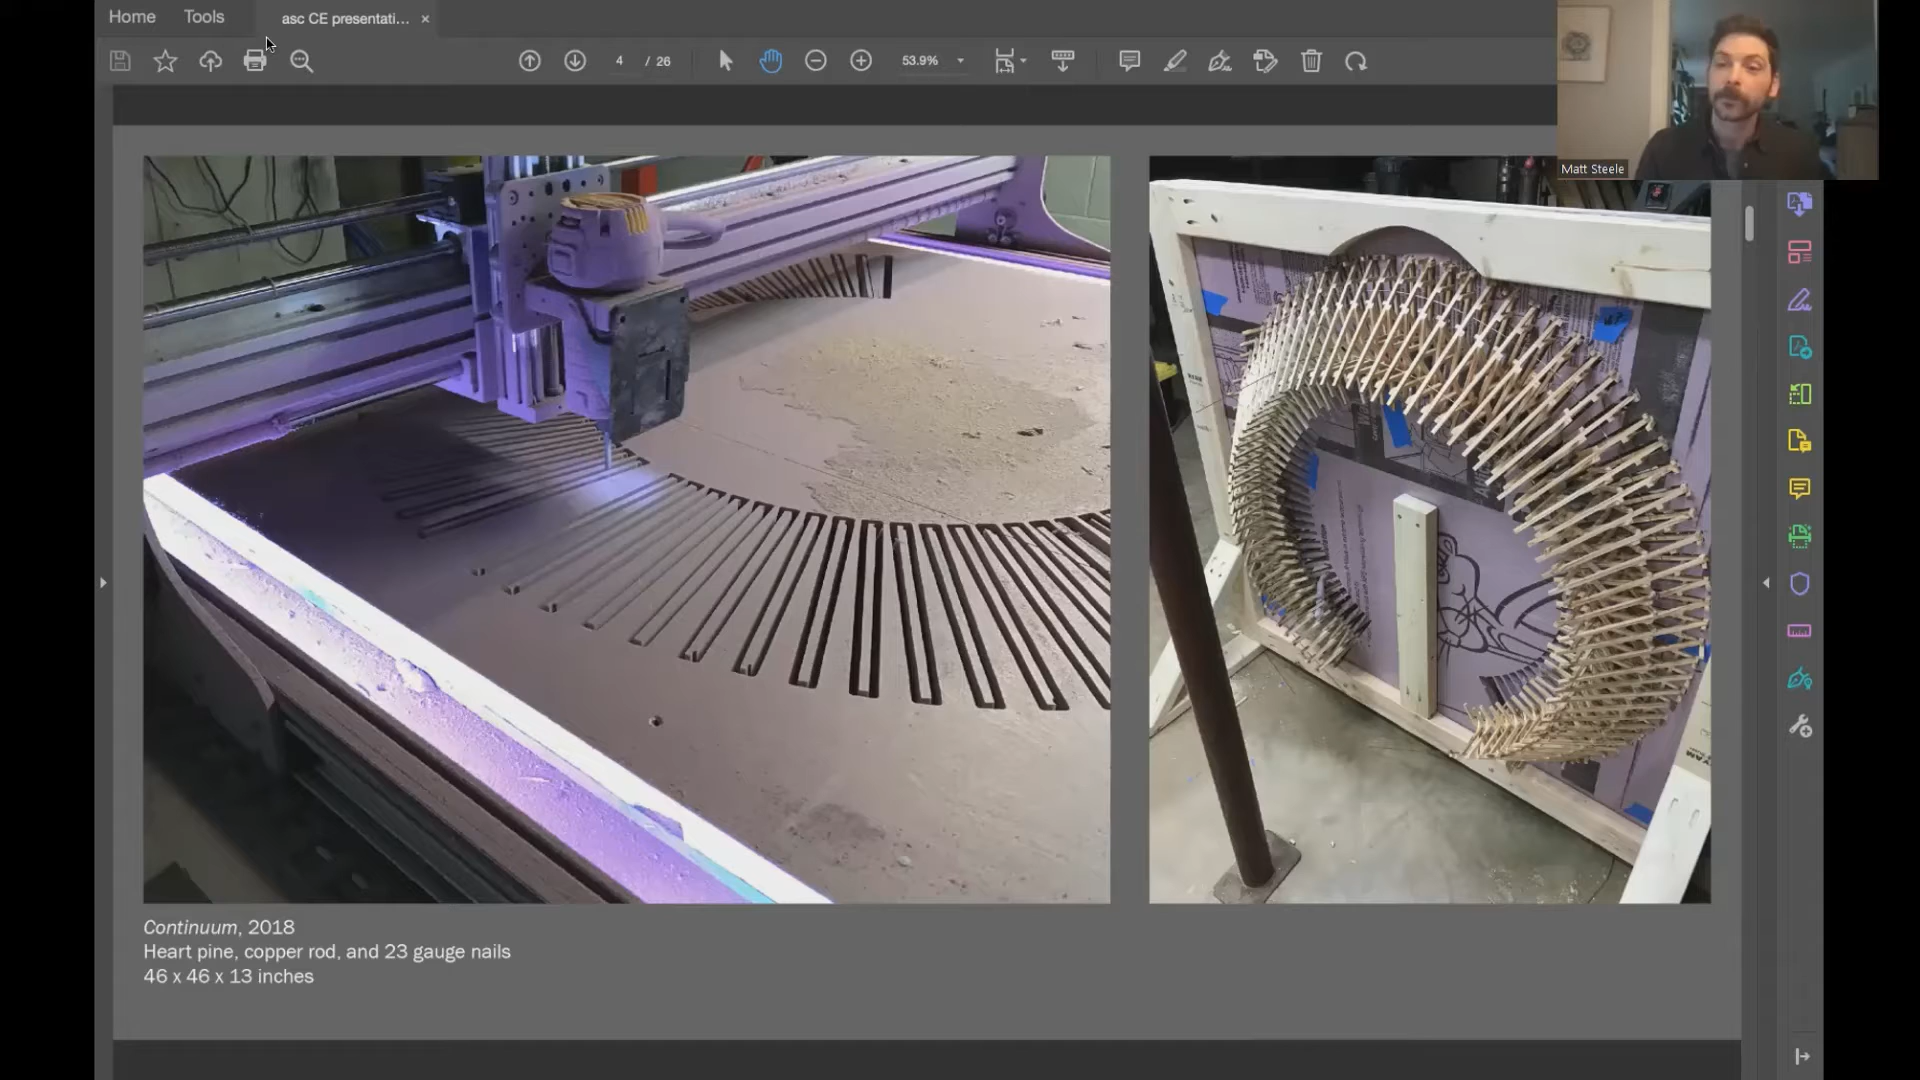 Home
Tools
asc CE presentati...
4
/ 26
53.9%
Matt Steele
Continuum, 2018
Heart pine, copper rod, and 23 gauge nails
46 x 46 x 13 inches